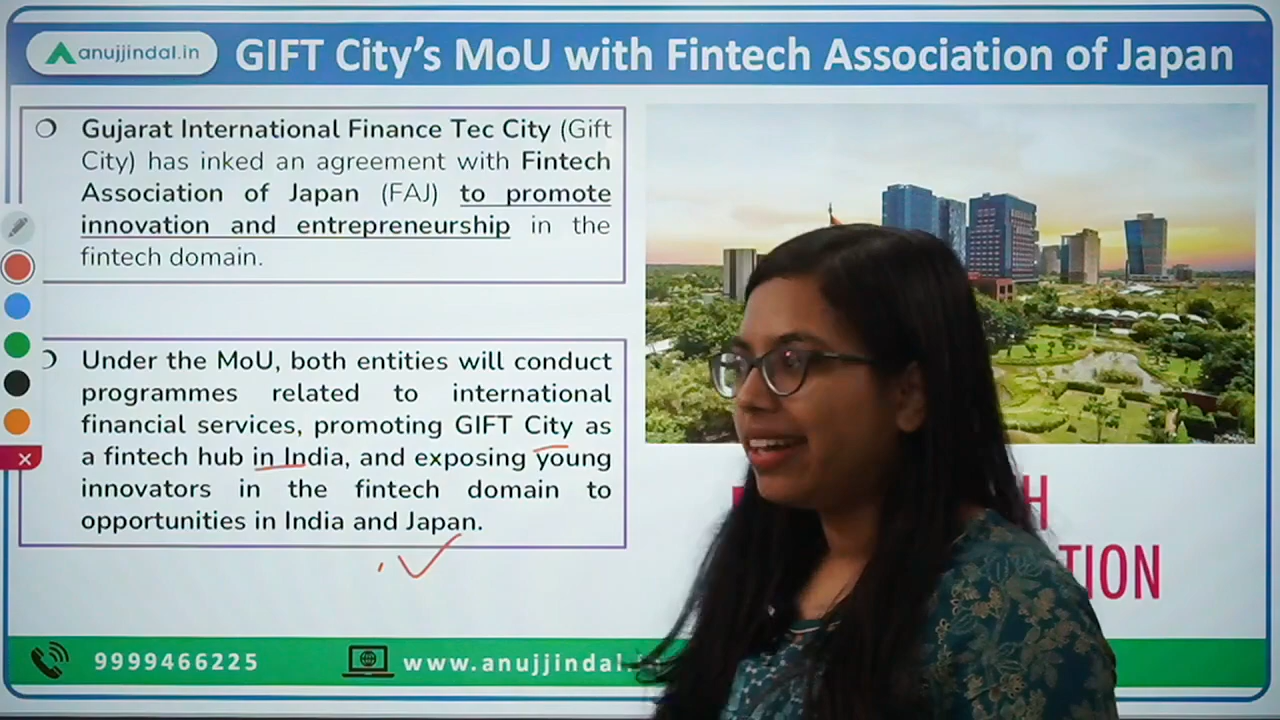 anujjindal.in
GIFT City's MoU with Fintech Association of Japan
Gujarat International Finance Tec City (Gift
City) has inked an agreement with Fintech
Association of Japan (FAJ) to promote
innovation and entrepreneurship in the
fintech domain.
Under the MoU, both entities will conduct
programmes related to international
financial services, promoting GIFT City as
a fintech hub in India, and exposing young
innovators in the fintech domain to
opportunities in India and Japan.
H
TION
9999466225
www.anujjindal.in